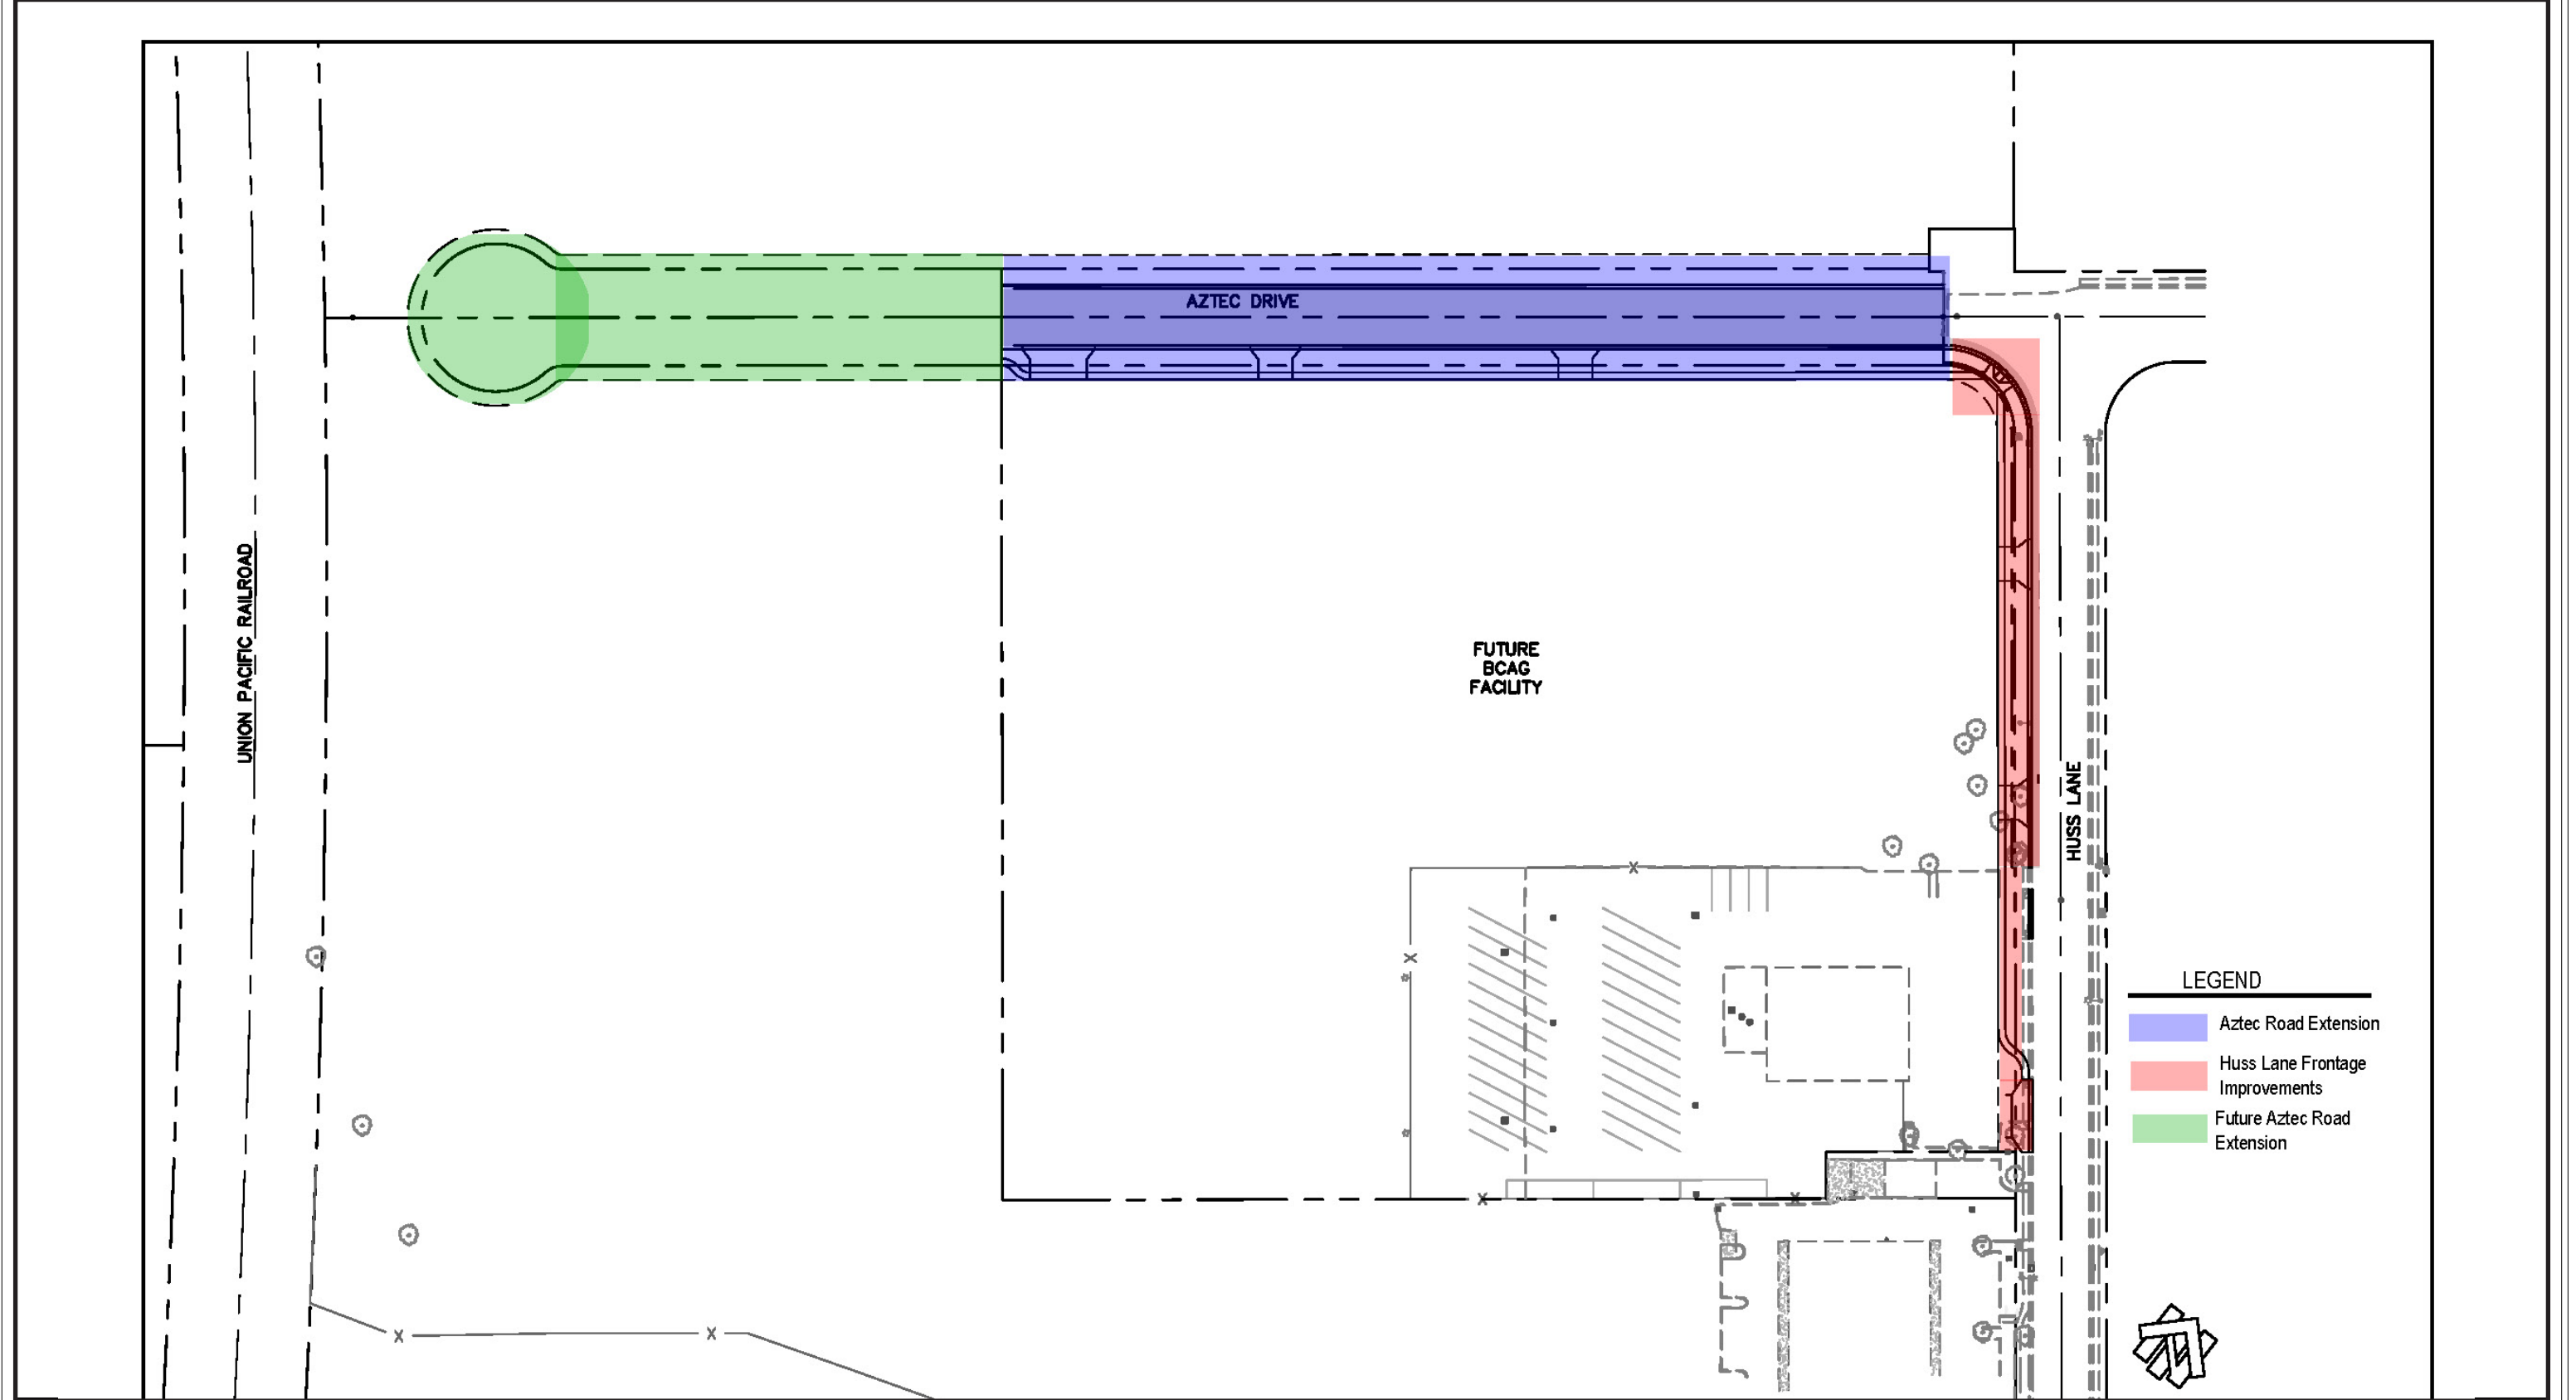 AZTEC DRIVE
UNION PACIFIC RAILROAD
FUTURE
BCAG
FACILITY
HUSS LANE
LEGEND
Aztec Road Extension
Huss Lane Frontage
Improvements
Future Aztec Road
Extension